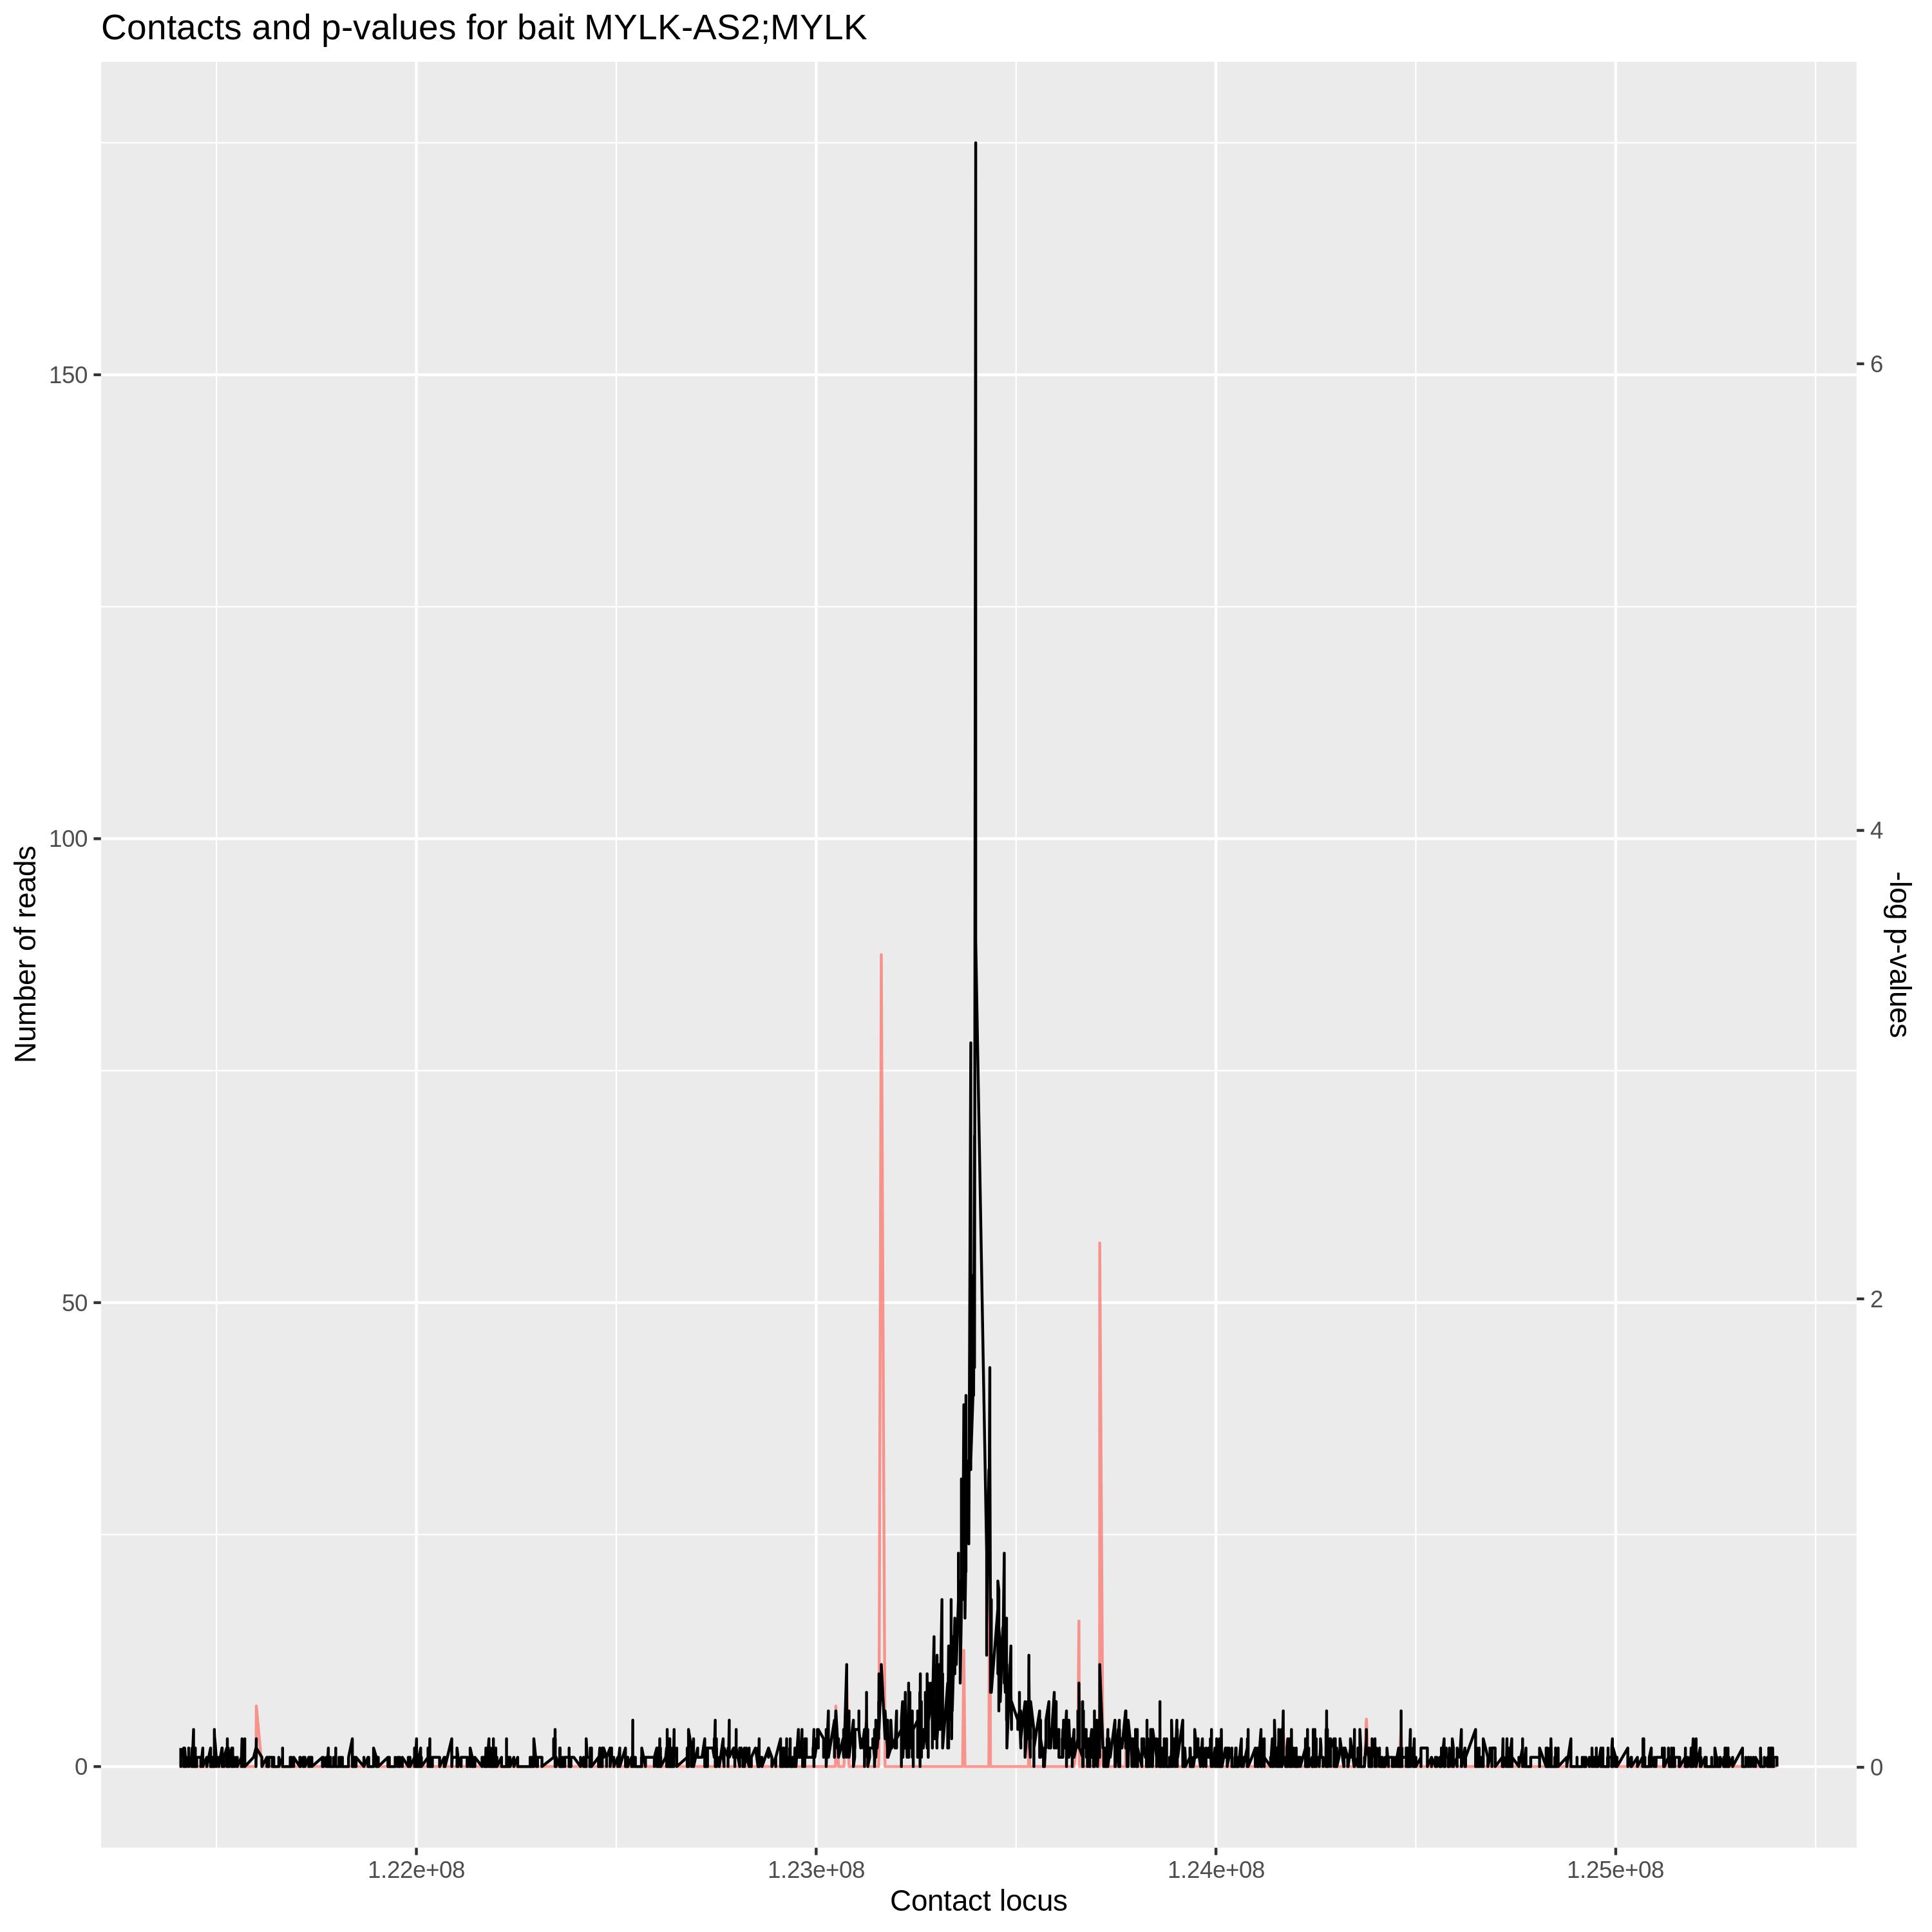 Contacts and p-values for bait MYLK-AS2;MYLK
150
100
50
0
6
4
2
0
Number of reads
-log p-values
1.22e+08
1.23e+08
1.24e+08
1.25e+08
Contact locus